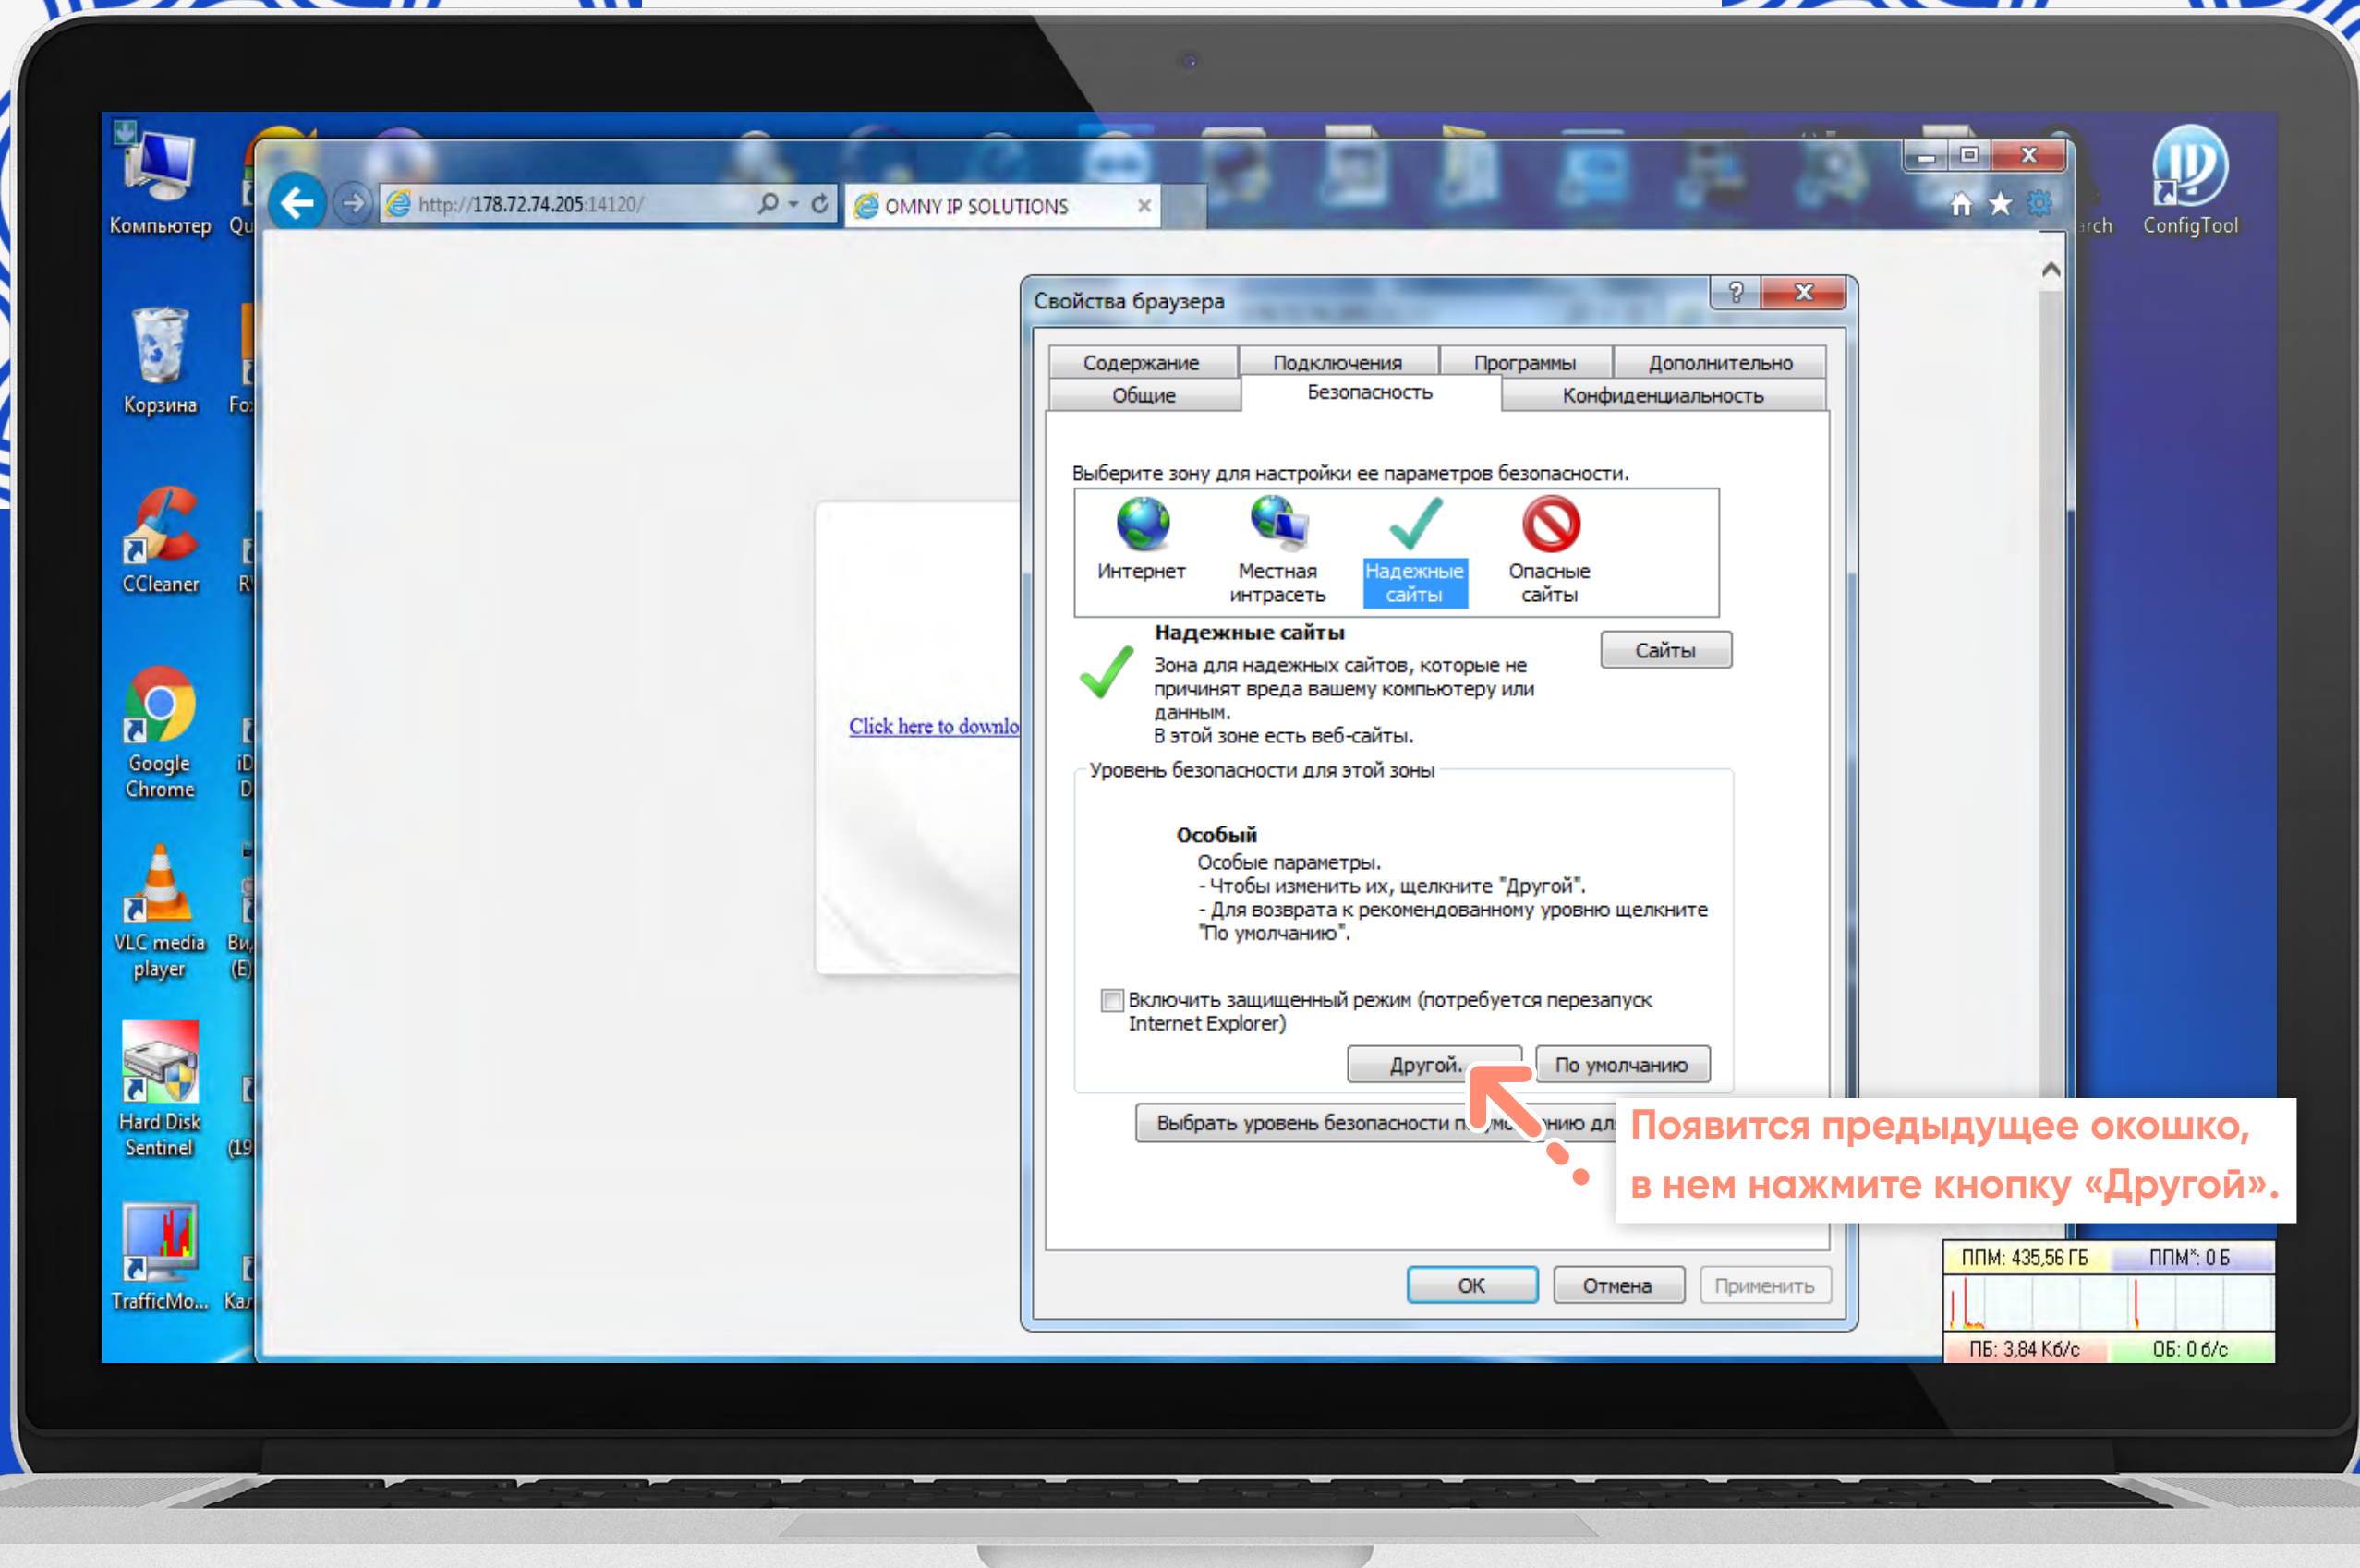 Компьютер
Корзина
CCleaner
Google
Chrome
VLC media
player
Hard Disk
Sentinel
TrafficMo...
ConfigTool
http://178.72.74.205:14120/
OMNY IP SOLUTIONS
Click here to downlo
Свойства браузера
Содержание
Подключения
Программы
Дополнительно
Общие
Безопасность
Конфиденциальность
Выберите зону для настройки ее параметров безопасности.
Интернет
Местная
интрасеть
Надежные
сайты
Опасные
сайты
Надежные сайты
Сайты
Зона для надежных сайтов, которые не
причинят вреда вашему компьютеру или
данным.
В этой зоне есть веб-сайты.
Уровень безопасности для этой зоны
Особый
Особые параметры.
- Чтобы изменить их, щелкните "Другой".
- Для возврата к рекомендованному уровню щелкните
"По умолчанию".
Включить защищенный режим (потребуется перезапуск
Internet Explorer)
Другой.
По умолчанию
Выбрать уровень безопасности
Появится предыдущее окошко,
в нем нажмите кнопку «Другой».
ОК
Отмена
Применить
ППМ: 435,56 ГБ
ППМ*: 0 Б
ПБ: 3,84 Кб/с
ОБ: 0 б/с